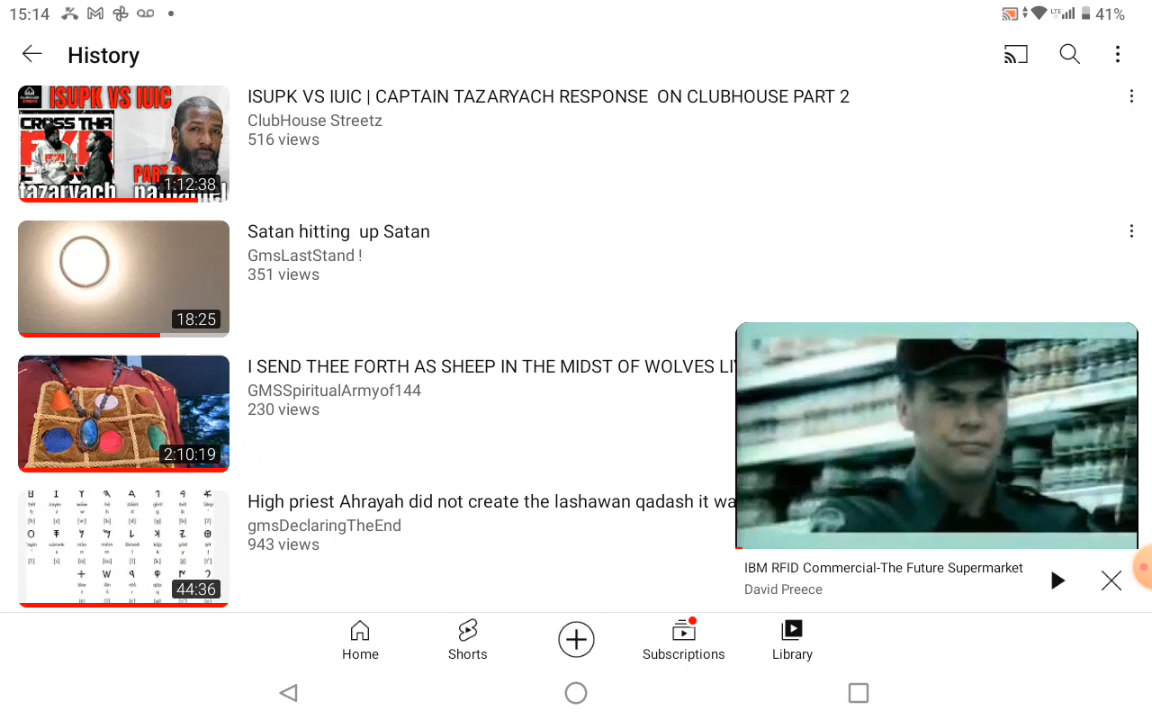 15:14
LTE
41%
History
ISUPK VS IUIC
CROSS THA
PART 2
1:12:38
tazaryach
ISUPK VS IUIC | CAPTAIN TAZARYACH RESPONSE ON CLUBHOUSE PART 2
ClubHouse Streetz
516 views
18:25
Satan hitting up Satan
GmsLastStand !
351 views
2:10:19
I SEND THEE FORTH AS SHEEP IN THE MIDST OF WOLVES LI
GMSSpiritualArmyof144
230 views
44:36
High priest Ahrayah did not create the lashawan qadash it wa
gmsDeclaringTheEnd
943 views
IBM RFID Commercial-The Future Supermarket
David Preece
Home
Shorts
Subscriptions
Library